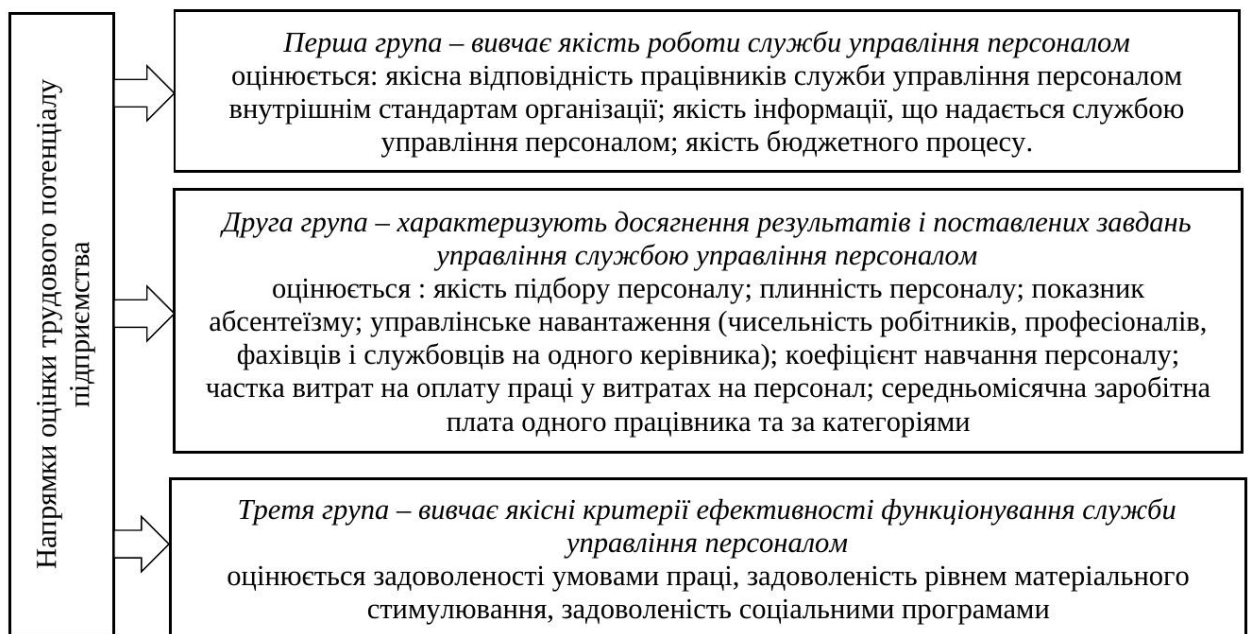 Напрямки оцінки трудового потенціалу
підприємства
Перша група – вивчає якість роботи служби управління персоналом
оцінюється: якісна відповідність працівників служби управління персоналом
внутрішнім стандартам організації; якість інформації, що надається службою
управління персоналом; якість бюджетного процесу.
Друга група – характеризують досягнення результатів і поставлених завдань
управління службою управління персоналом
оцінюється : якість підбору персоналу; плинність персоналу; показник
абсентеїзму; управлінське навантаження (чисельність робітників, професіоналів,
фахівців і службовців на одного керівника); коефіцієнт навчання персоналу;
частка витрат на оплату праці у витратах на персонал; середньомісячна заробітна
плата одного працівника та за категоріями
Третя група – вивчає якісні критерії ефективності функціонування служби
управління персоналом
оцінюється задоволеності умовами праці, задоволеність рівнем матеріального
стимулювання, задоволеність соціальними програмами